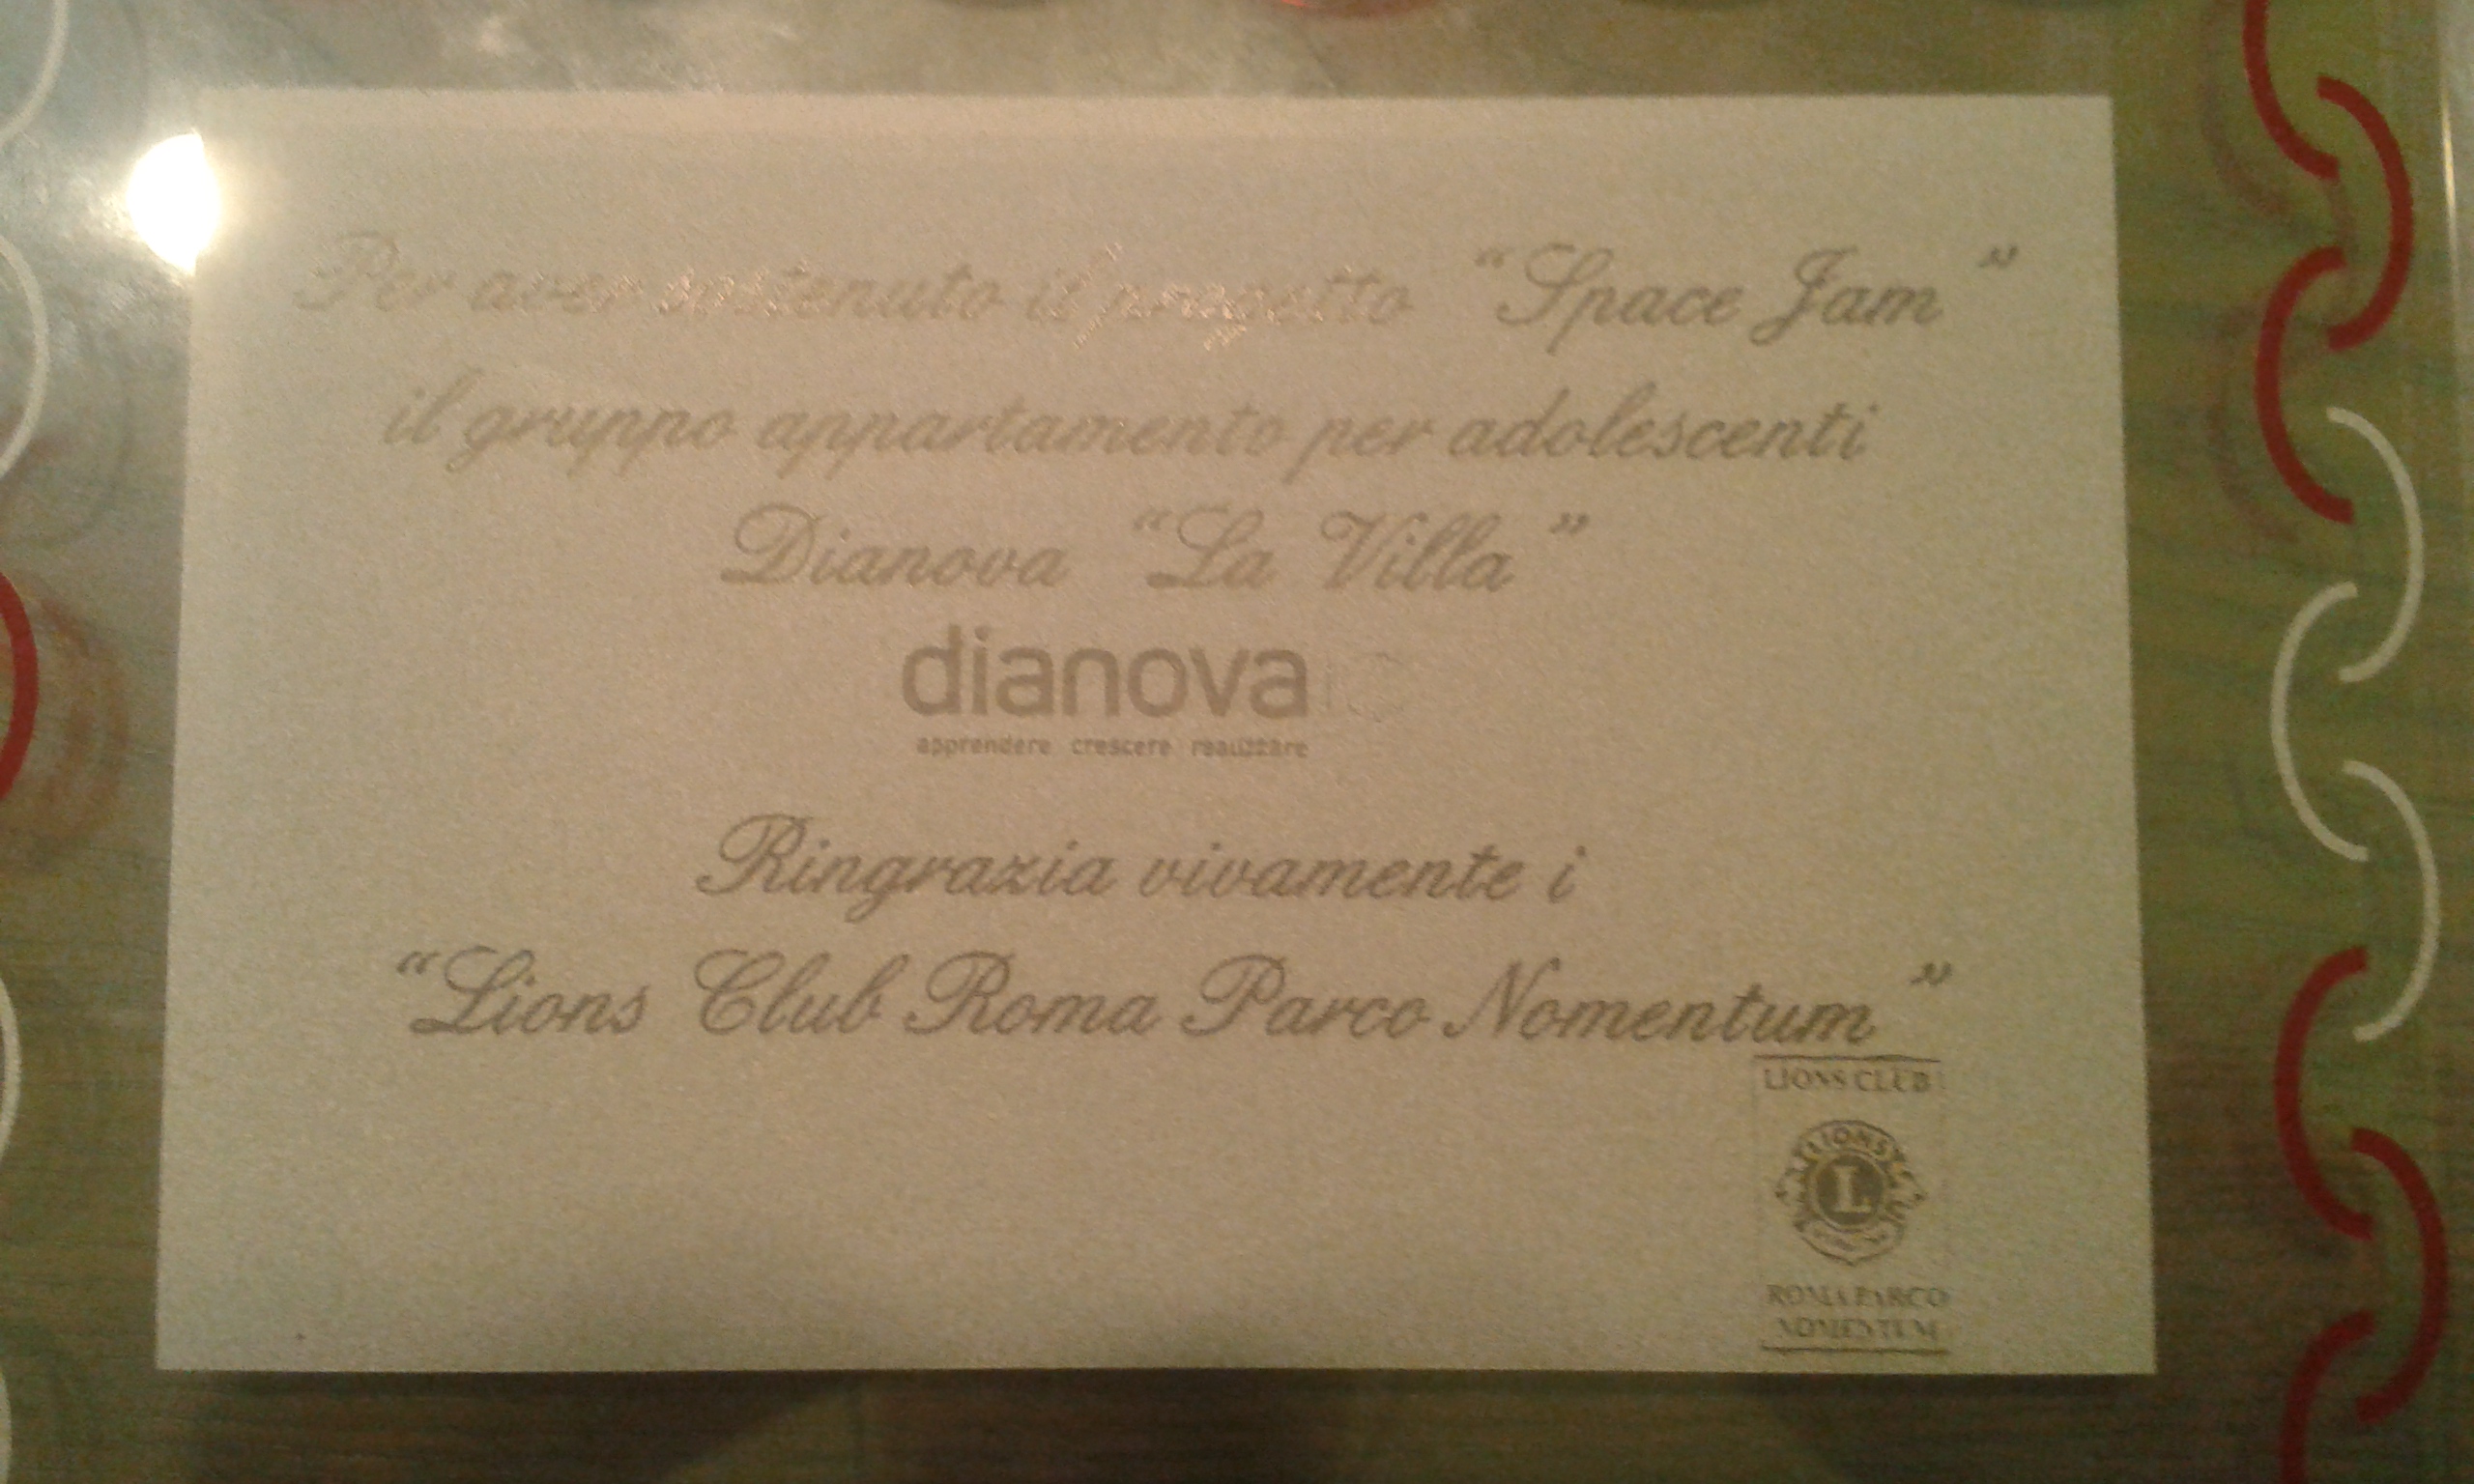 Per aver sostenuto il progetto “Space Jam”
il gruppo appartamento per adolescenti
Dianova “La Villa”
dianova
apprendere crescere realizzare
Ringrazia vivamente i
“Lions Club Roma Parco Nomentum”
LIONS CLUB
LIONS
L
ROMA PARCO
NOMENTUM